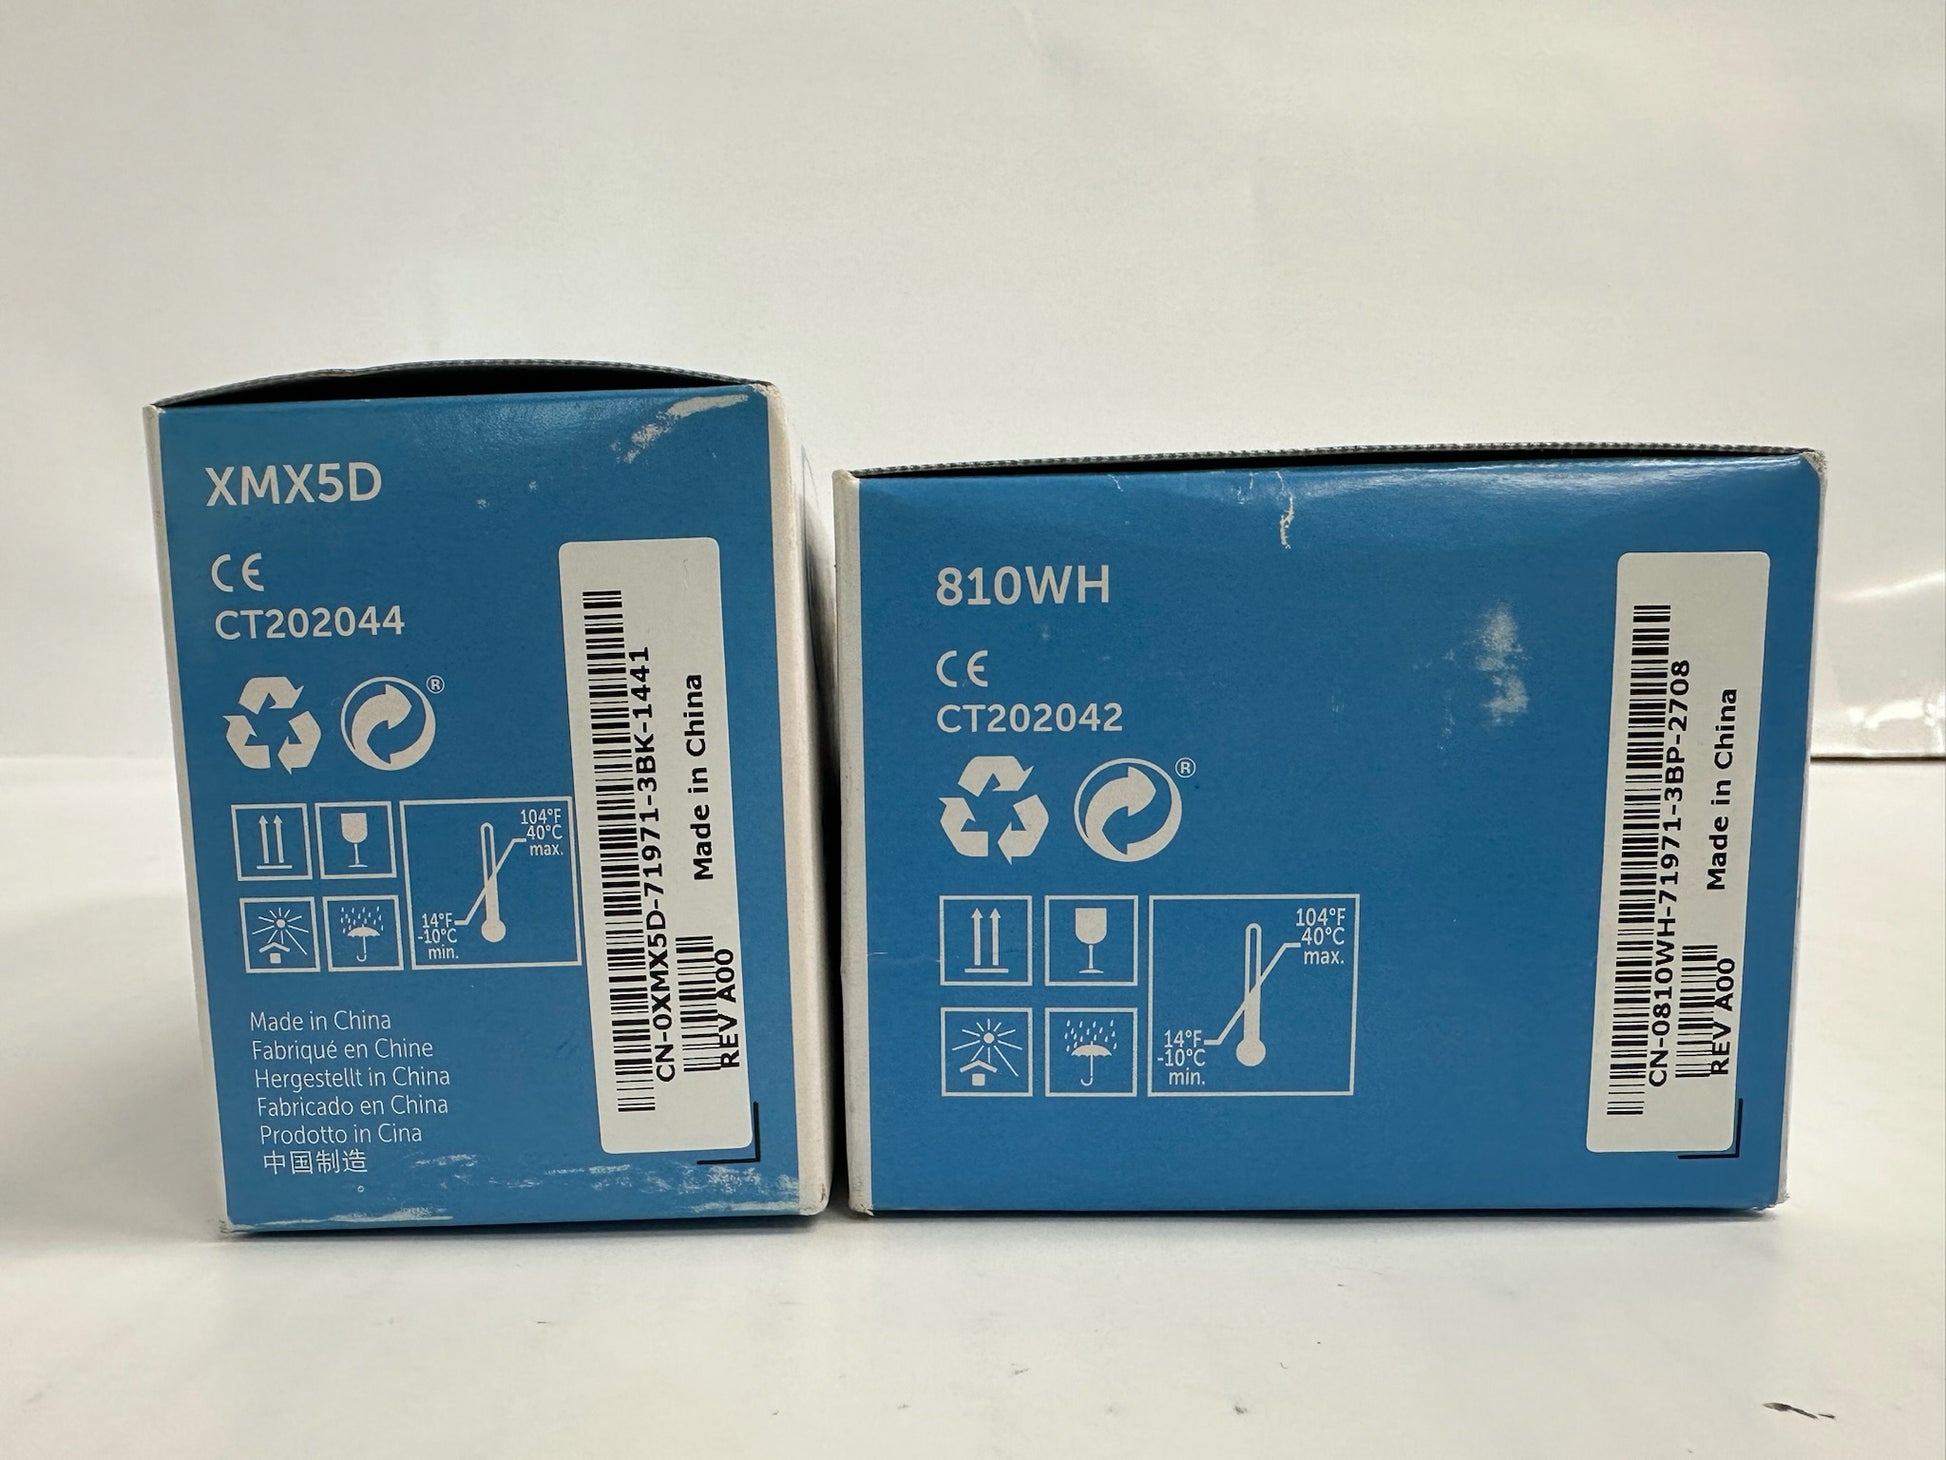 XMX5D
CE
CT202044
®
104°F
40°C
max.
14°F
-10°C
min.
Made in China
Fabriqué en Chine
Hergestellt in China
Fabricado en China
Prodotto in Cina
中国制造
CN-0XMX5D-71971-3BK-1441
Made in China
REV A00
810WH
CE
CT202042
®
104°F
40°C
max.
14°F
-10°C
min.
CN-0810WH-71971-3BP-2708
Made in China
REV A00